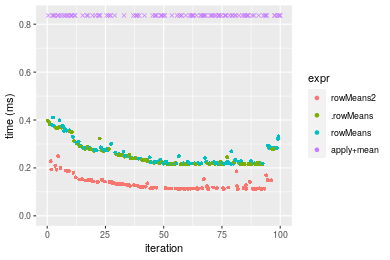 time (ms)
0.8
0.6
0.4
0.2
0.0
0
25
50
75
100
iteration
expr
rowMeans2
.rowMeans
rowMeans
apply+mean